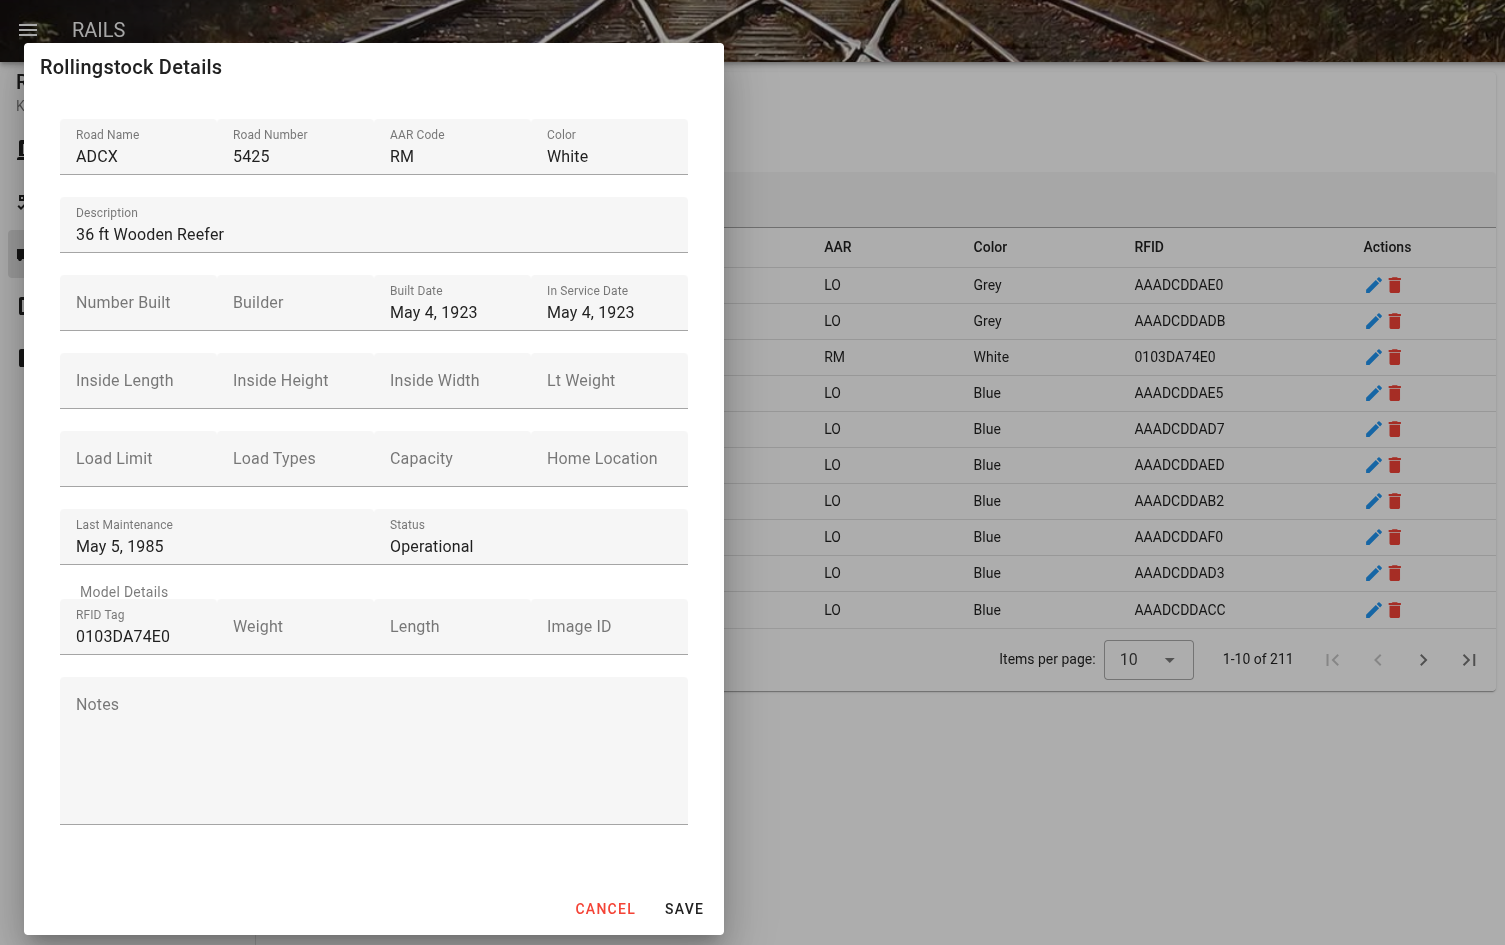 RAILS
Rollingstock Details
Road Name Road Number AAR Code Color
ADCX 5425 RM White
Description
36 ft Wooden Reefer
Number Built Builder Built Date In Service Date
May 4, 1923 May 4, 1923
Inside Length Inside Height Inside Width Lt Weight
Load Limit Load Types Capacity Home Location
Last Maintenance Status
May 5, 1985 Operational
Model Details
RFID Tag
0103DA74E0 Weight Length Image ID
Notes
CANCEL SAVE
AAR Color RFID Actions
LO Grey AAADCDDAE0
LO Grey AAADCDDADB
RM White 0103DA74E0
LO Blue AAADCDDAE5
LO Blue AAADCDDAD7
LO Blue AAADCDDAED
LO Blue AAADCDDAB2
LO Blue AAADCDDAF0
LO Blue AAADCDDAD3
LO Blue AAADCDDACC
Items per page: 10 1-10 of 211